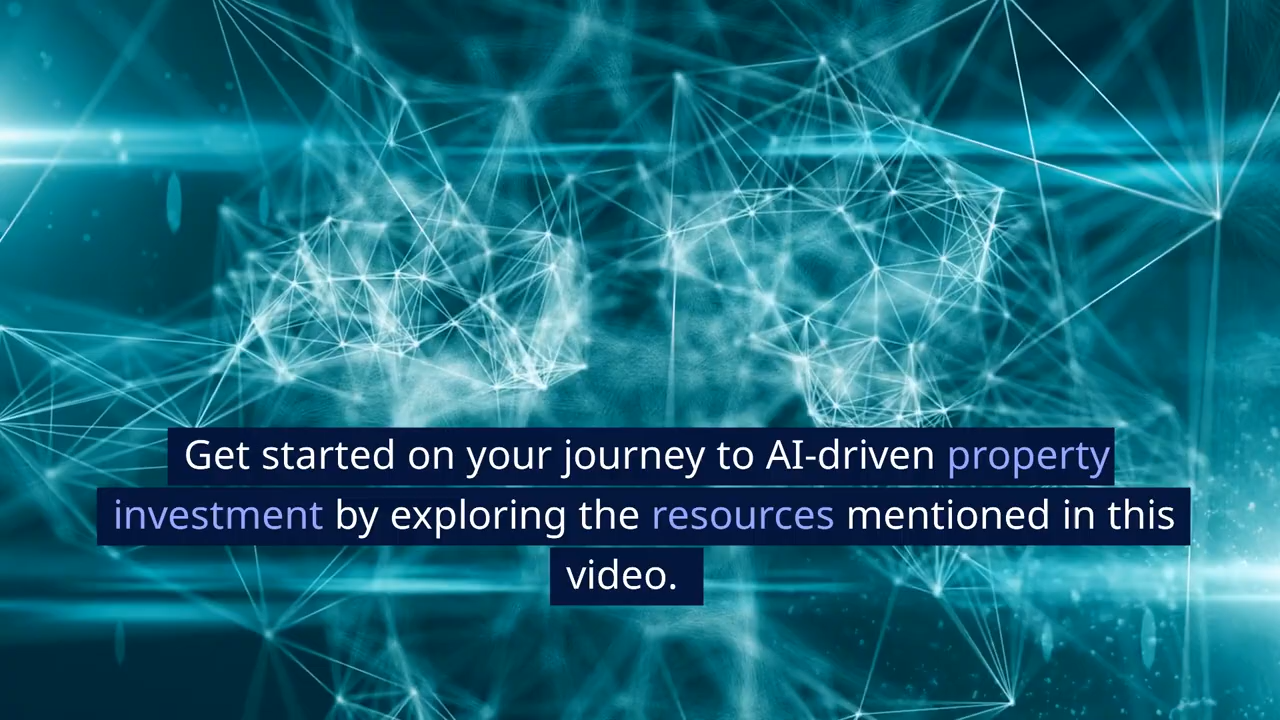 Get started on your journey to AI-driven property
investment by exploring the resources mentioned in this
video.